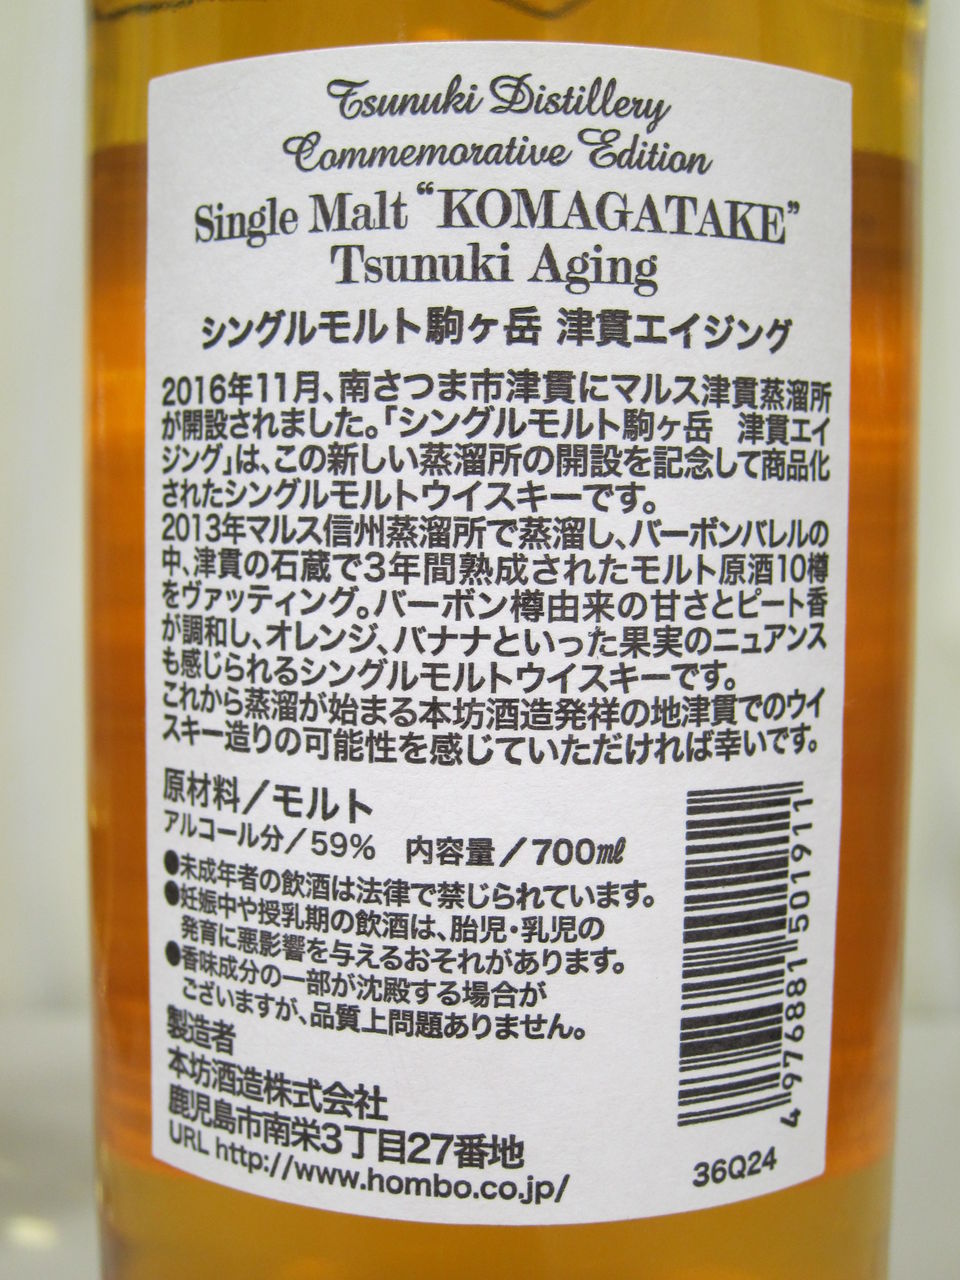 Tsunuki Distillery
Commemorative Edition
Single Malt “KOMAGATAKE”
Tsunuki Aging
シングルモルト駒ヶ岳 津貫エイジング
2016年11月、南さつま市津貫にマルス津貫蒸溜所
が開設されました。「シングルモルト駒ヶ岳　津貫エイ
ジング」は、この新しい蒸溜所の開設を記念して商品化
されたシングルモルトウイスキーです。
2013年マルス信州蒸溜所で蒸溜し、バーボンバレルの
中、津貫の石蔵で3年間熟成されたモルト原酒10樽
をヴァッティング。バーボン樽由来の甘さとピート香
が調和し、オレンジ、バナナといった果実のニュアンス
も感じられるシングルモルトウイスキーです。
これから蒸溜が始まる本坊酒造発祥の地津貫でのウイ
スキー造りの可能性を感じていただければ幸いです。
原材料／モルト
アルコール分／59%　内容量／700㎖
●未成年者の飲酒は法律で禁じられています。
●妊娠中や授乳期の飲酒は、胎児・乳児の
発育に悪影響を与えるおそれがあります。
●香味成分の一部が沈殿する場合が
ございますが、品質上問題ありません。
製造者
本坊酒造株式会社
鹿児島市南栄3丁目27番地
URL http://www.hombo.co.jp/
4976881501911
36Q24